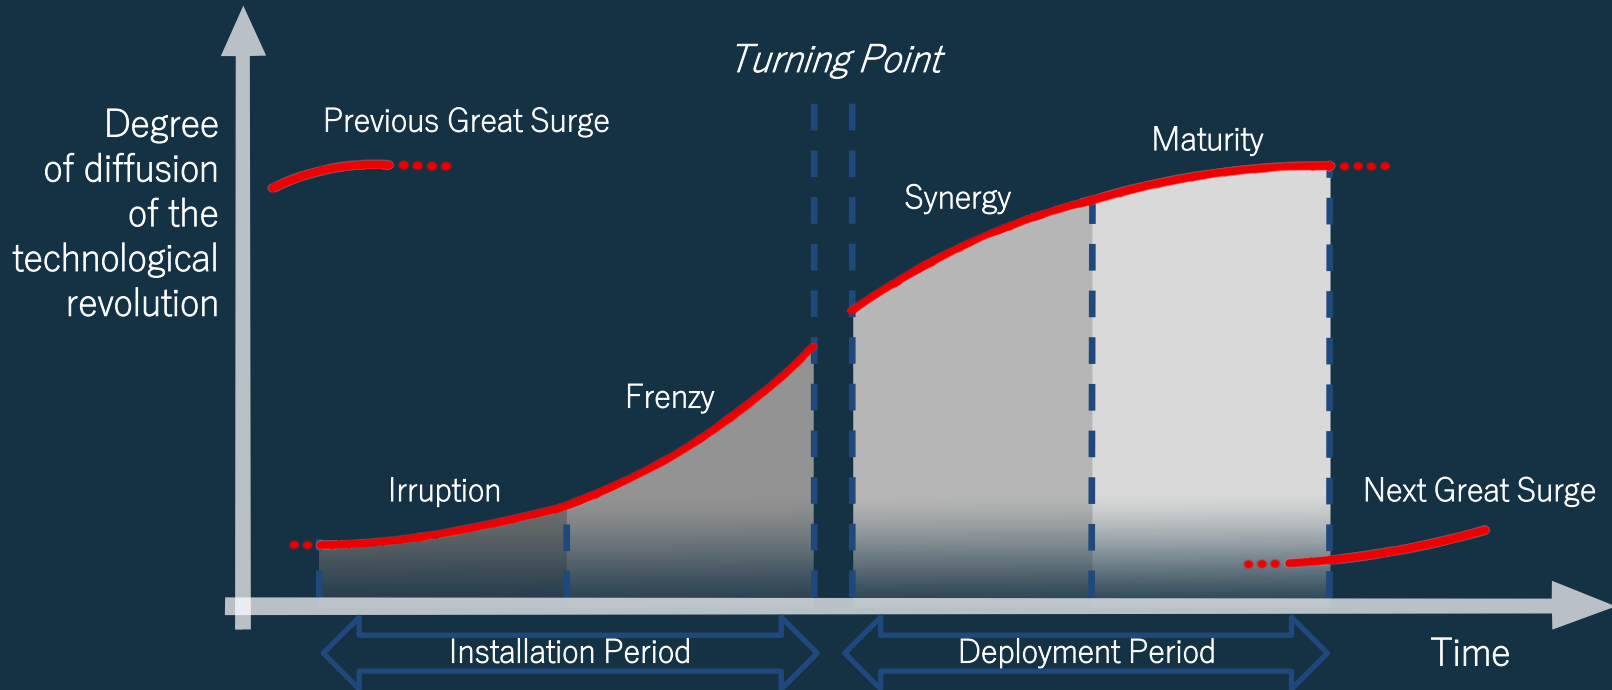 Turning Point
Degree
of diffusion
of the
technological
revolution
Previous Great Surge
Maturity
Synergy
Frenzy
Irruption
Next Great Surge
Installation Period
Deployment Period
Time